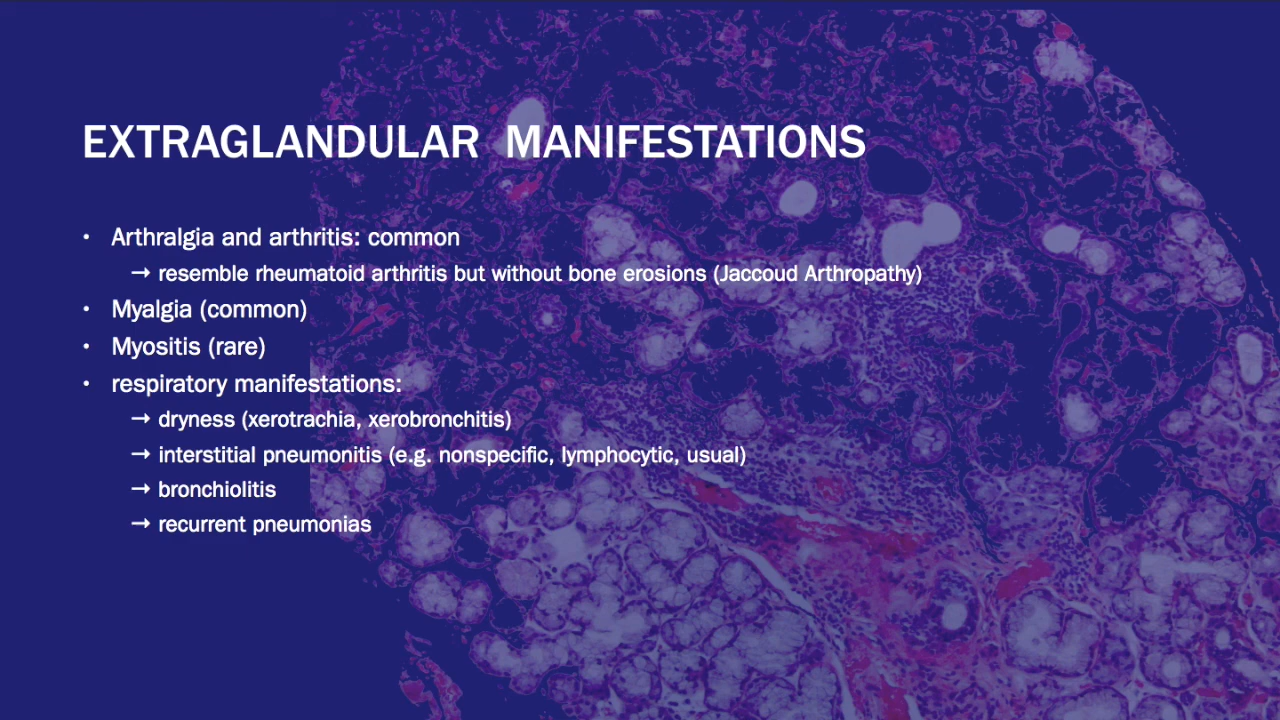 EXTRAGLANDULAR MANIFESTATIONS
• Arthralgia and arthritis: common
→ resemble rheumatoid arthritis but without bone erosions (Jaccoud Arthropathy)
• Myalgia (common)
• Myositis (rare)
• respiratory manifestations:
→ dryness (xerotrachia, xerobronchitis)
→ interstitial pneumonitis (e.g. nonspecific, lymphocytic, usual)
→ bronchiolitis
→ recurrent pneumonias